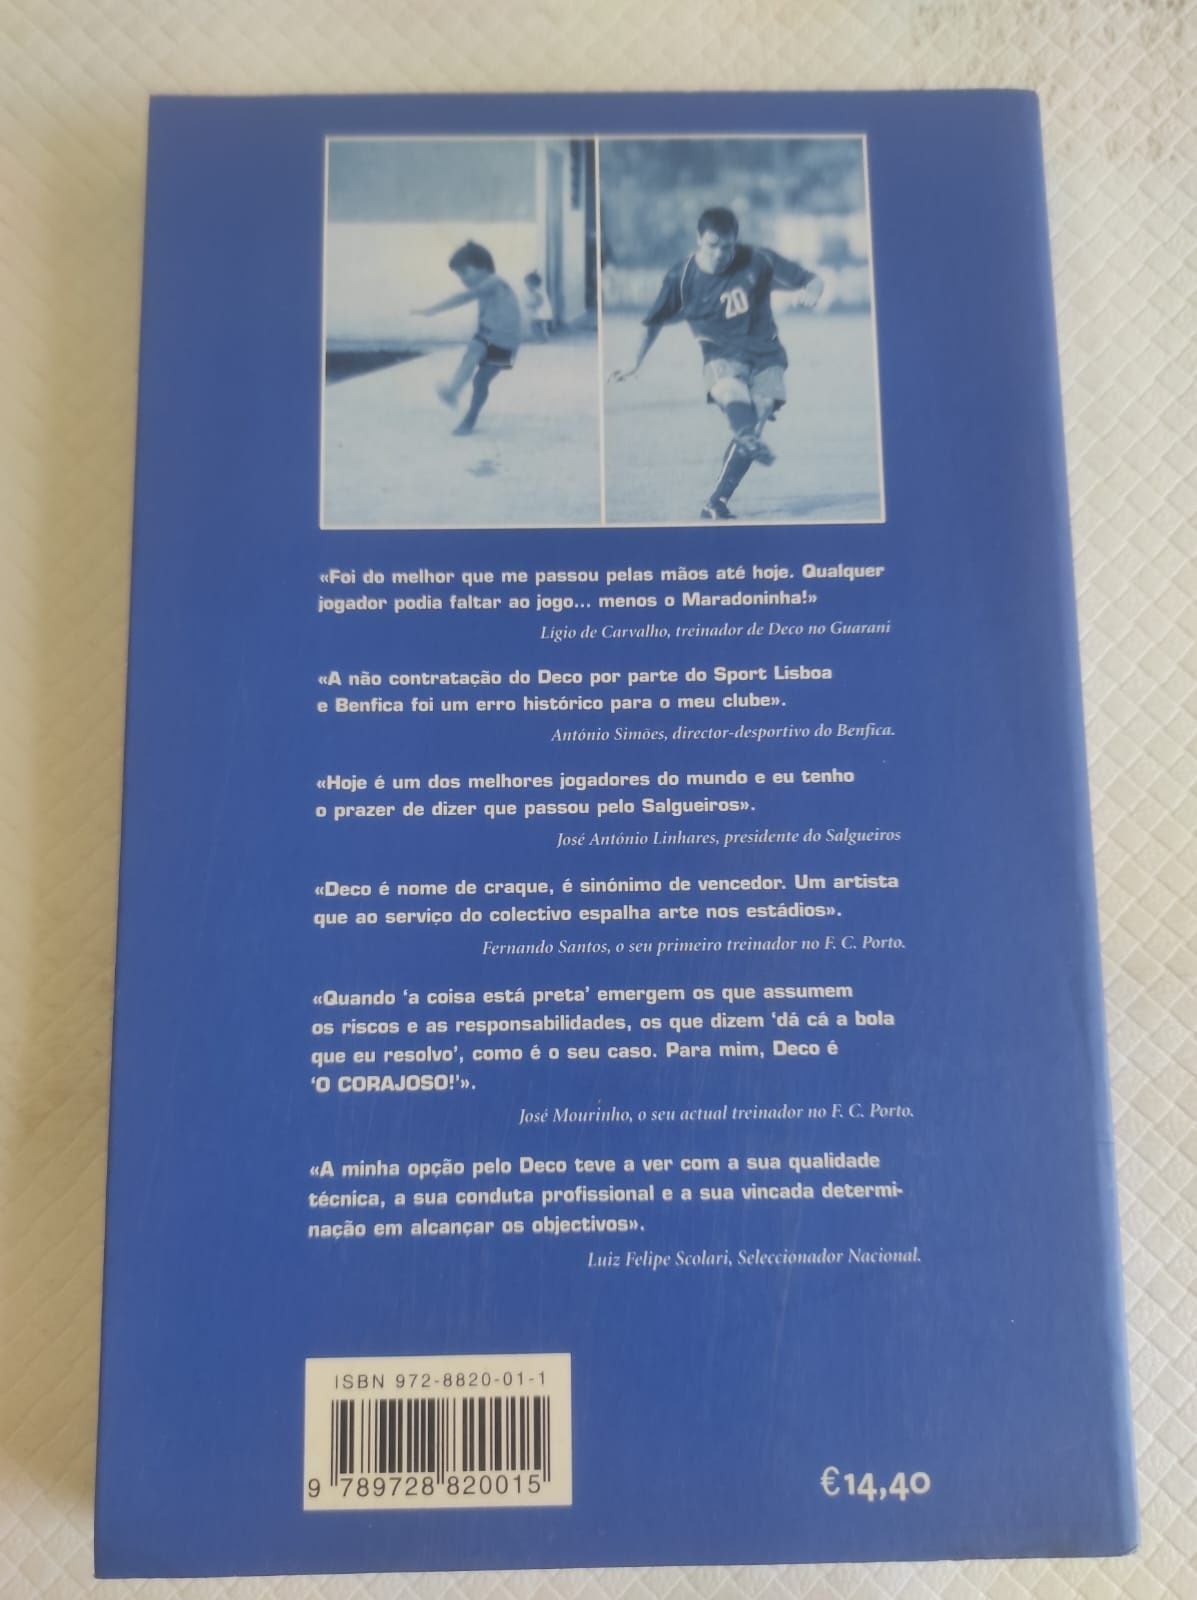 20
«Foi do melhor que me passou pelas mãos até hoje. Qualquer
jogador podia faltar ao jogo... menos o Maradoninha!»
Lígio de Carvalho, treinador de Deco no Guarani
«A não contratação do Deco por parte do Sport Lisboa
e Benfica foi um erro histórico para o meu clube».
António Simões, director-desportivo do Benfica.
«Hoje é um dos melhores jogadores do mundo e eu tenho
o prazer de dizer que passou pelo Salgueiros».
José António Linhares, presidente do Salgueiros
«Deco é nome de craque, é sinónimo de vencedor. Um artista
que ao serviço do colectivo espalha arte nos estádios».
Fernando Santos, o seu primeiro treinador no F. C. Porto.
«Quando ‘a coisa está preta’ emergem os que assumem
os riscos e as responsabilidades, os que dizem ‘dá cá a bola
que eu resolvo’, como é o seu caso. Para mim, Deco é
‘O CORAJOSO!’».
José Mourinho, o seu actual treinador no F. C. Porto.
«A minha opção pelo Deco teve a ver com a sua qualidade
técnica, a sua conduta profissional e a sua vincada determi-
nação em alcançar os objectivos».
Luiz Felipe Scolari, Seleccionador Nacional.
ISBN 972-8820-01-1
9 789728 820015
€14,40